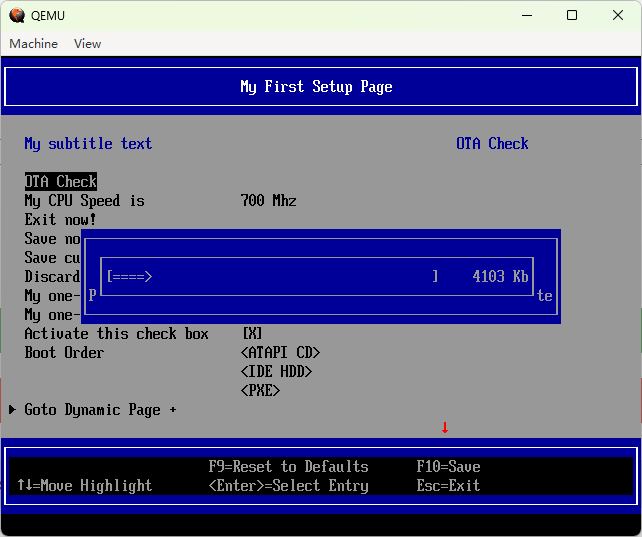 QEMU
Machine View
My First Setup Page
My subtitle text OTA Check
OTA Check
My CPU Speed is 700 Mhz
Exit now!
Save no
Save cu
Discard [====> ] 4103 Kb
My one- P te
My one-
Activate this check box [X]
Boot Order <ATAPI CD>
<IDE HDD>
<PXE>
► Goto Dynamic Page +
↓
F9=Reset to Defaults F10=Save
↑↓=Move Highlight <Enter>=Select Entry Esc=Exit